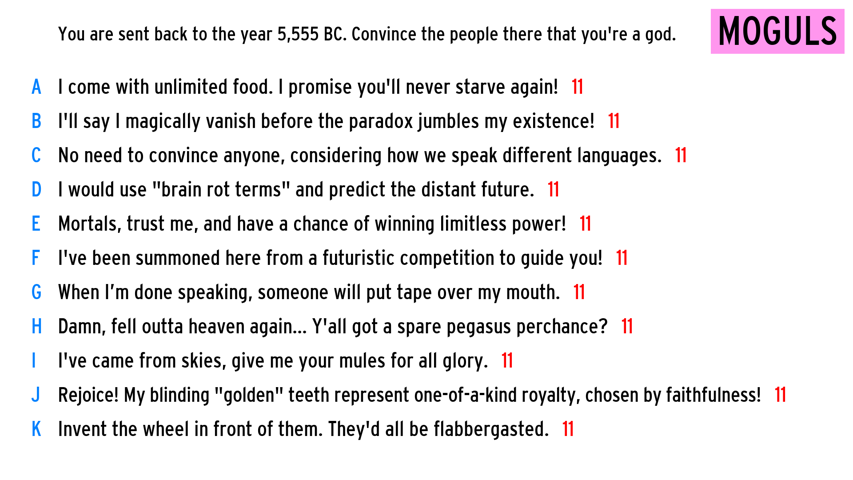 You are sent back to the year 5,555 BC. Convince the people there that you're a god.
MOGULS
A I come with unlimited food. I promise you'll never starve again! 11
B I'll say I magically vanish before the paradox jumbles my existence! 11
C No need to convince anyone, considering how we speak different languages. 11
D I would use "brain rot terms" and predict the distant future. 11
E Mortals, trust me, and have a chance of winning limitless power! 11
F I've been summoned here from a futuristic competition to guide you! 11
G When I’m done speaking, someone will put tape over my mouth. 11
H Damn, fell outta heaven again... Y'all got a spare pegasus perchance? 11
I I've came from skies, give me your mules for all glory. 11
J Rejoice! My blinding "golden" teeth represent one-of-a-kind royalty, chosen by faithfulness! 11
K Invent the wheel in front of them. They'd all be flabbergasted. 11